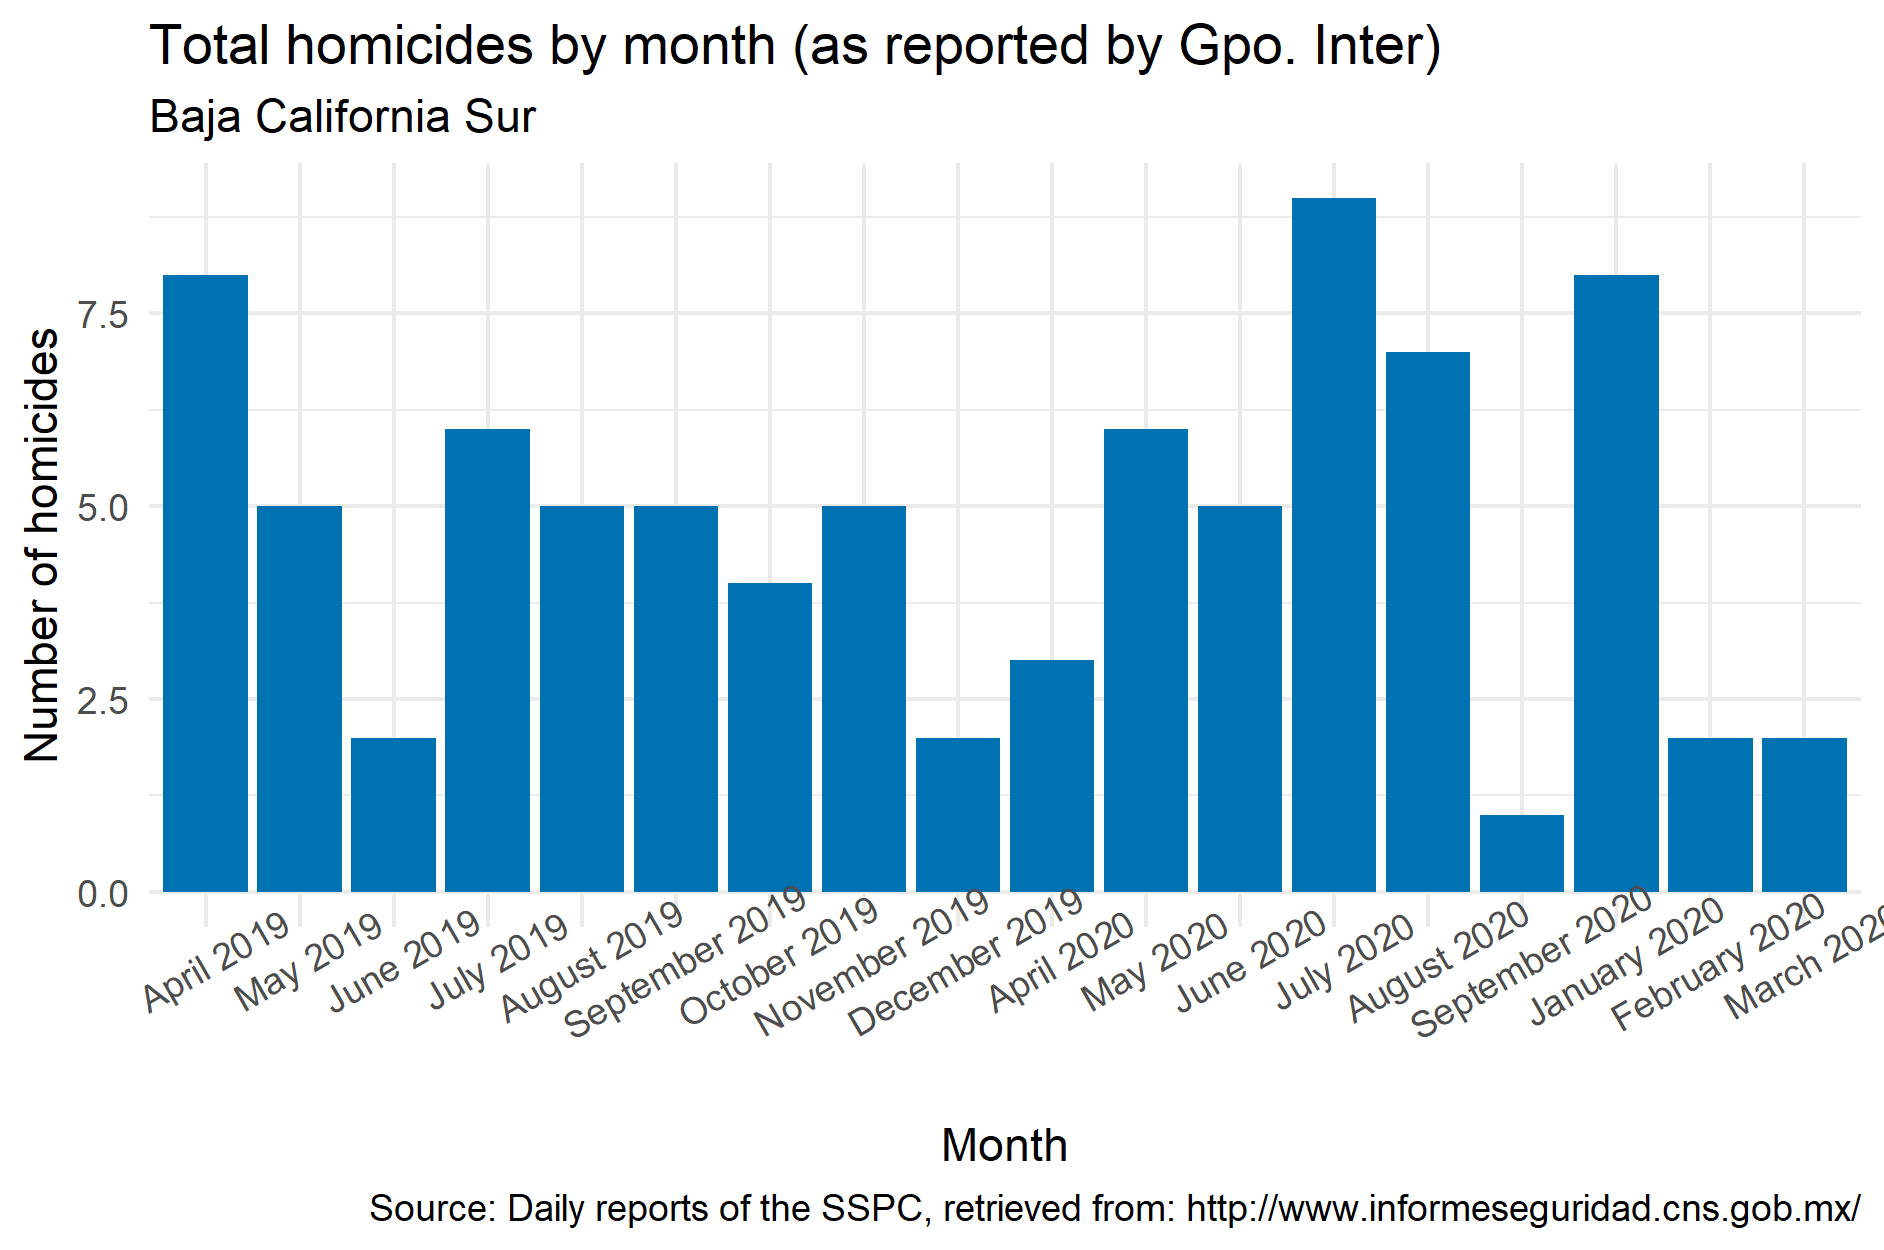 Total homicides by month (as reported by Gpo. Inter)
Baja California Sur
Number of homicides
7.5
5.0
2.5
0.0
April 2019
May 2019
June 2019
July 2019
August 2019
September 2019
October 2019
November 2019
December 2019
April 2020
May 2020
June 2020
July 2020
August 2020
September 2020
January 2020
February 2020
March 2020
Month
Source: Daily reports of the SSPC, retrieved from: http://www.informeseguridad.cns.gob.mx/